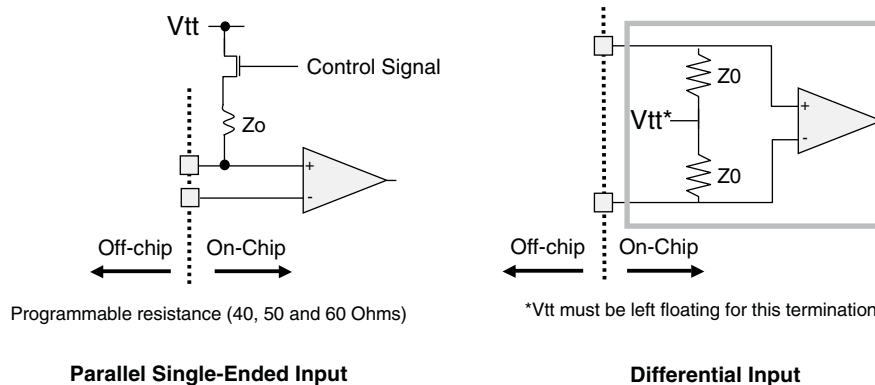 Vtt
Control Signal
Zo
+
-
Off-chip
On-Chip
Programmable resistance (40, 50 and 60 Ohms)
Parallel Single-Ended Input
Z0
Vtt*
Z0
+
-
Off-chip
On-Chip
*Vtt must be left floating for this termination
Differential Input